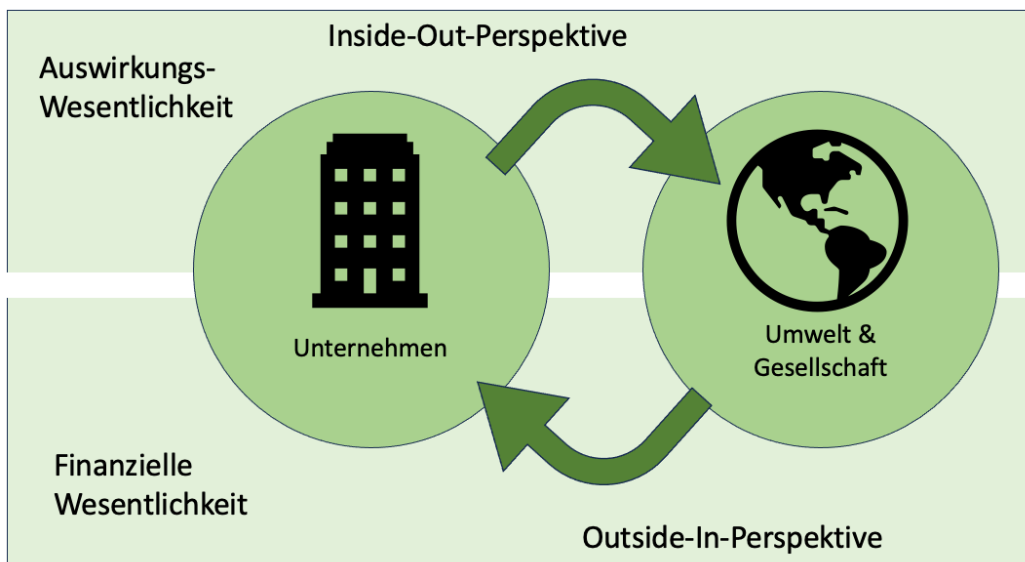 Inside-Out-Perspektive
Auswirkungs-
Wesentlichkeit
Unternehmen
Umwelt &
Gesellschaft
Finanzielle
Wesentlichkeit
Outside-In-Perspektive